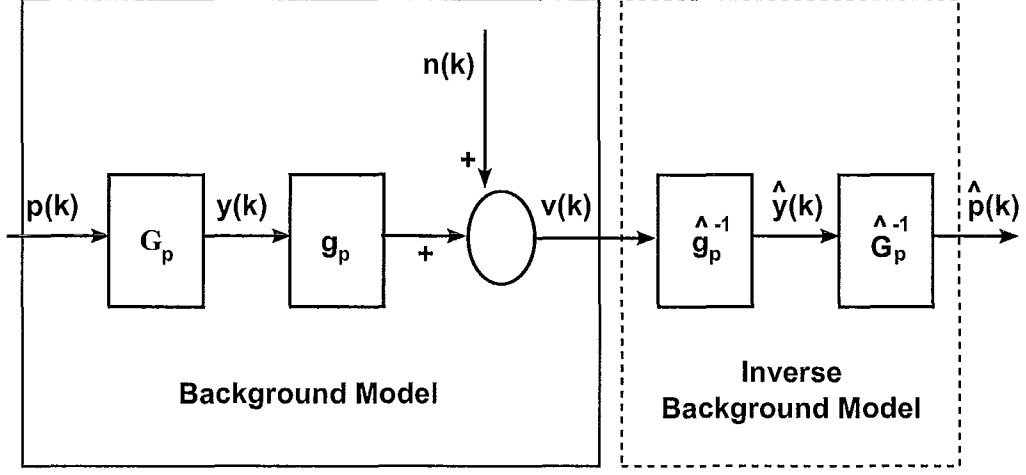 n(k)
+
p(k)
G_p
y(k)
g_p
+
v(k)
ĝ_p^-1
ŷ(k)
Ĝ_p^-1
p̂(k)
Background Model
Inverse
Background Model